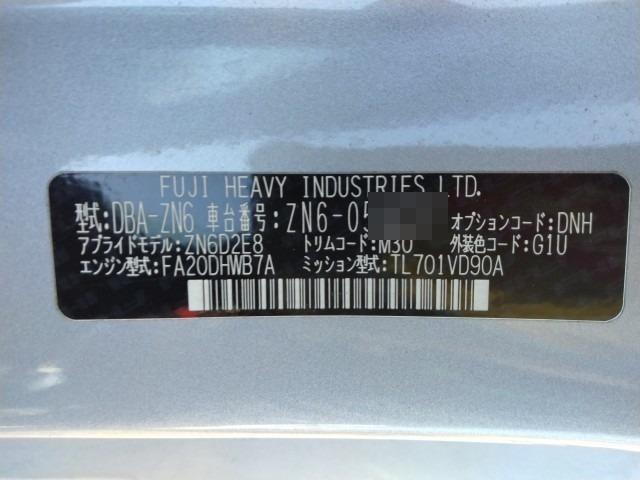 FUJI HEAVY INDUSTRIES LTD.
型式:DBA-ZN6 車台番号:ZN6-05 オプションコード:DNH
アプライドモデル:ZN6D2E8 トリムコード:M30 外装色コード:G1U
エンジン型式:FA20DHWB7A ミッション型式:TL701VD90A